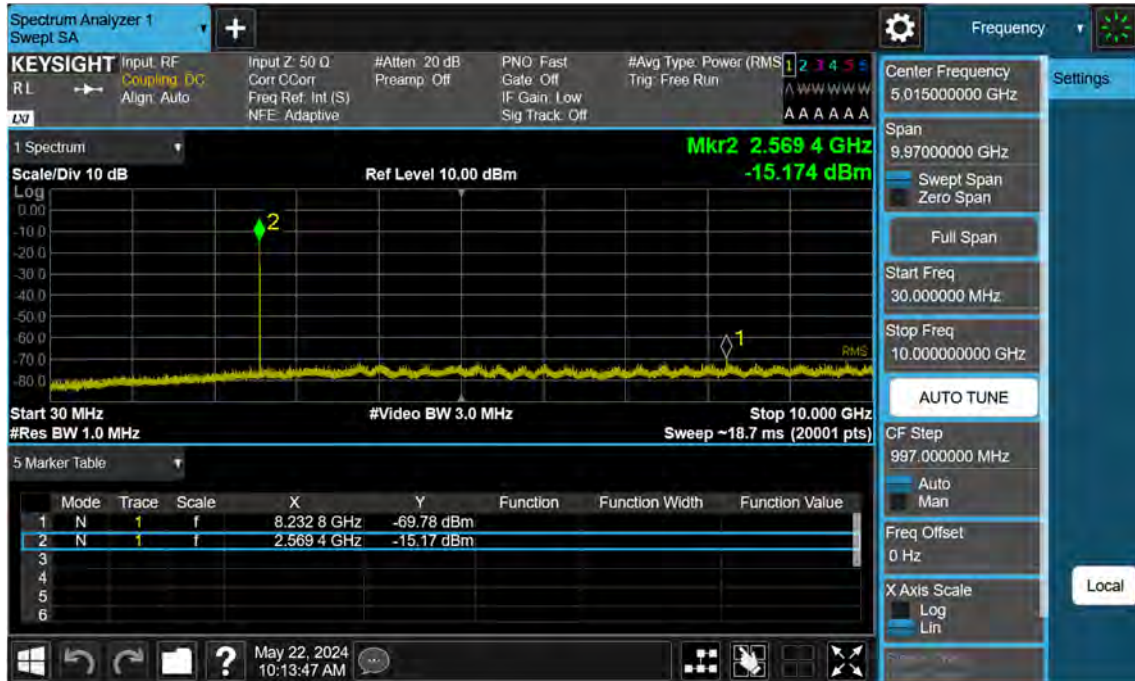 Spectrum Analyzer 1
Swept SA
+
Frequency
KEYSIGHT
RL
LXI
Input: RF
Coupling: DC
Align: Auto
Input Z: 50 Ω
Corr CCorr
Freq Ref: Int (S)
NFE: Adaptive
#Atten: 20 dB
Preamp: Off
PNO: Fast
Gate: Off
IF Gain: Low
Sig Track: Off
#Avg Type: Power (RMS
Trig: Free Run
1 2 3 4 5 6
A W W W W W
A A A A A A
1 Spectrum
Scale/Div 10 dB
Ref Level 10.00 dBm
Mkr2 2.569 4 GHz
-15.174 dBm
Log
0.00
-10.0
-20.0
-30.0
-40.0
-50.0
-60.0
-70.0
-80.0
2
1
RMS
Start 30 MHz
#Video BW 3.0 MHz
Stop 10.000 GHz
#Res BW 1.0 MHz
Sweep ~18.7 ms (20001 pts)
5 Marker Table
Mode Trace Scale X Y Function Function Width Function Value
1 N 1 f 8.232 8 GHz -69.78 dBm
2 N 1 f 2.569 4 GHz -15.17 dBm
3
4
5
6
May 22, 2024
10:13:47 AM
?
Center Frequency
5.015000000 GHz
Span
9.97000000 GHz
Swept Span
Zero Span
Full Span
Start Freq
30.000000 MHz
Stop Freq
10.000000000 GHz
AUTO TUNE
CF Step
997.000000 MHz
Auto
Man
Freq Offset
0 Hz
X Axis Scale
Log
Lin
Settings
Local